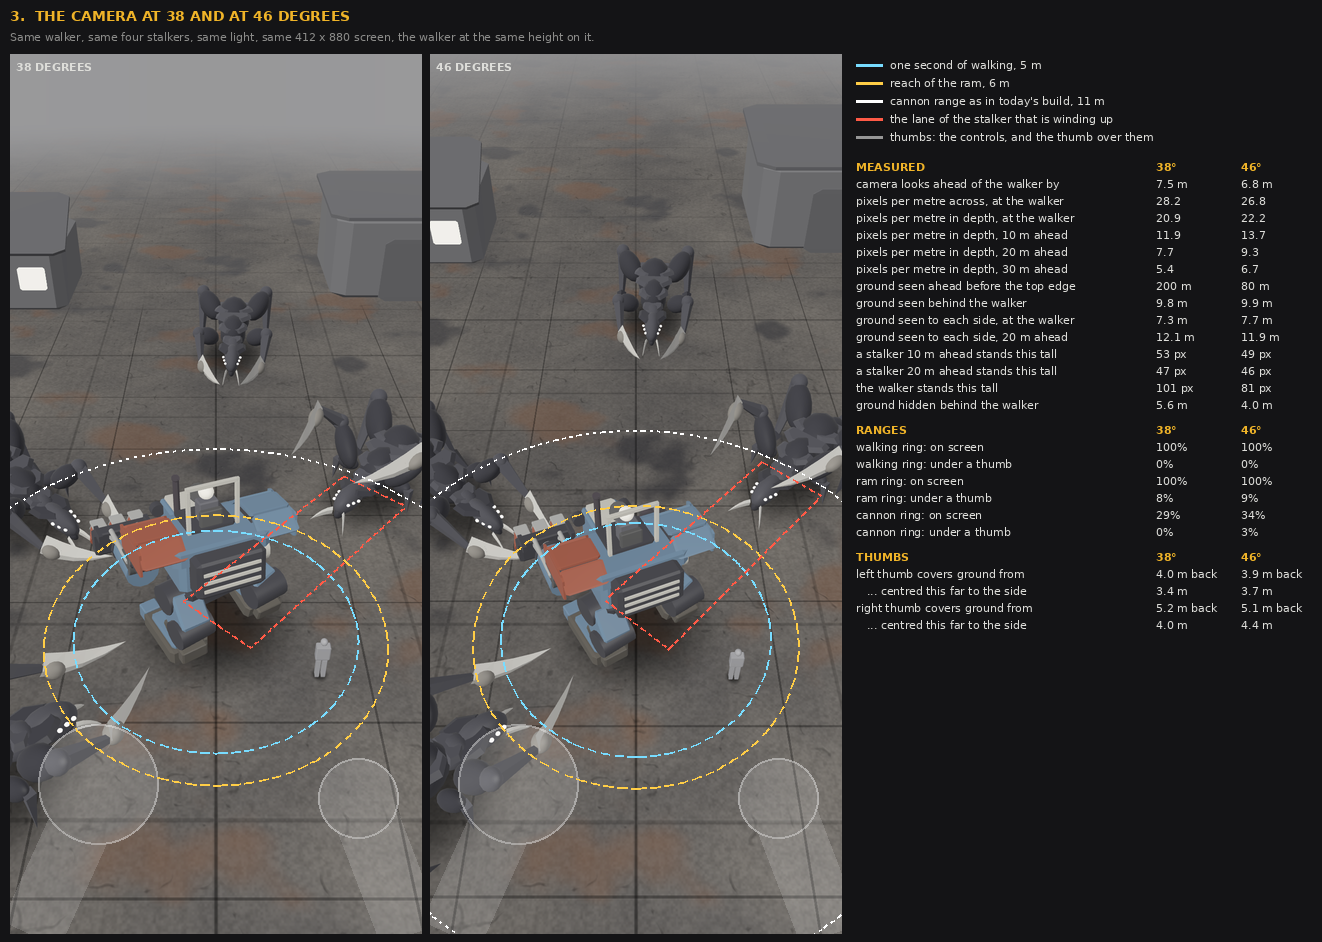 3. THE CAMERA AT 38 AND AT 46 DEGREES
Same walker, same four stalkers, same light, same 412 x 880 screen, the walker at the same height on it.
38 DEGREES
46 DEGREES
one second of walking, 5 m
reach of the ram, 6 m
cannon range as in today's build, 11 m
the lane of the stalker that is winding up
thumbs: the controls, and the thumb over them
MEASURED 38° 46°
camera looks ahead of the walker by 7.5 m 6.8 m
pixels per metre across, at the walker 28.2 26.8
pixels per metre in depth, at the walker 20.9 22.2
pixels per metre in depth, 10 m ahead 11.9 13.7
pixels per metre in depth, 20 m ahead 7.7 9.3
pixels per metre in depth, 30 m ahead 5.4 6.7
ground seen ahead before the top edge 200 m 80 m
ground seen behind the walker 9.8 m 9.9 m
ground seen to each side, at the walker 7.3 m 7.7 m
ground seen to each side, 20 m ahead 12.1 m 11.9 m
a stalker 10 m ahead stands this tall 53 px 49 px
a stalker 20 m ahead stands this tall 47 px 46 px
the walker stands this tall 101 px 81 px
ground hidden behind the walker 5.6 m 4.0 m
RANGES 38° 46°
walking ring: on screen 100% 100%
walking ring: under a thumb 0% 0%
ram ring: on screen 100% 100%
ram ring: under a thumb 8% 9%
cannon ring: on screen 29% 34%
cannon ring: under a thumb 0% 3%
THUMBS 38° 46°
left thumb covers ground from 4.0 m back 3.9 m back
... centred this far to the side 3.4 m 3.7 m
right thumb covers ground from 5.2 m back 5.1 m back
... centred this far to the side 4.0 m 4.4 m